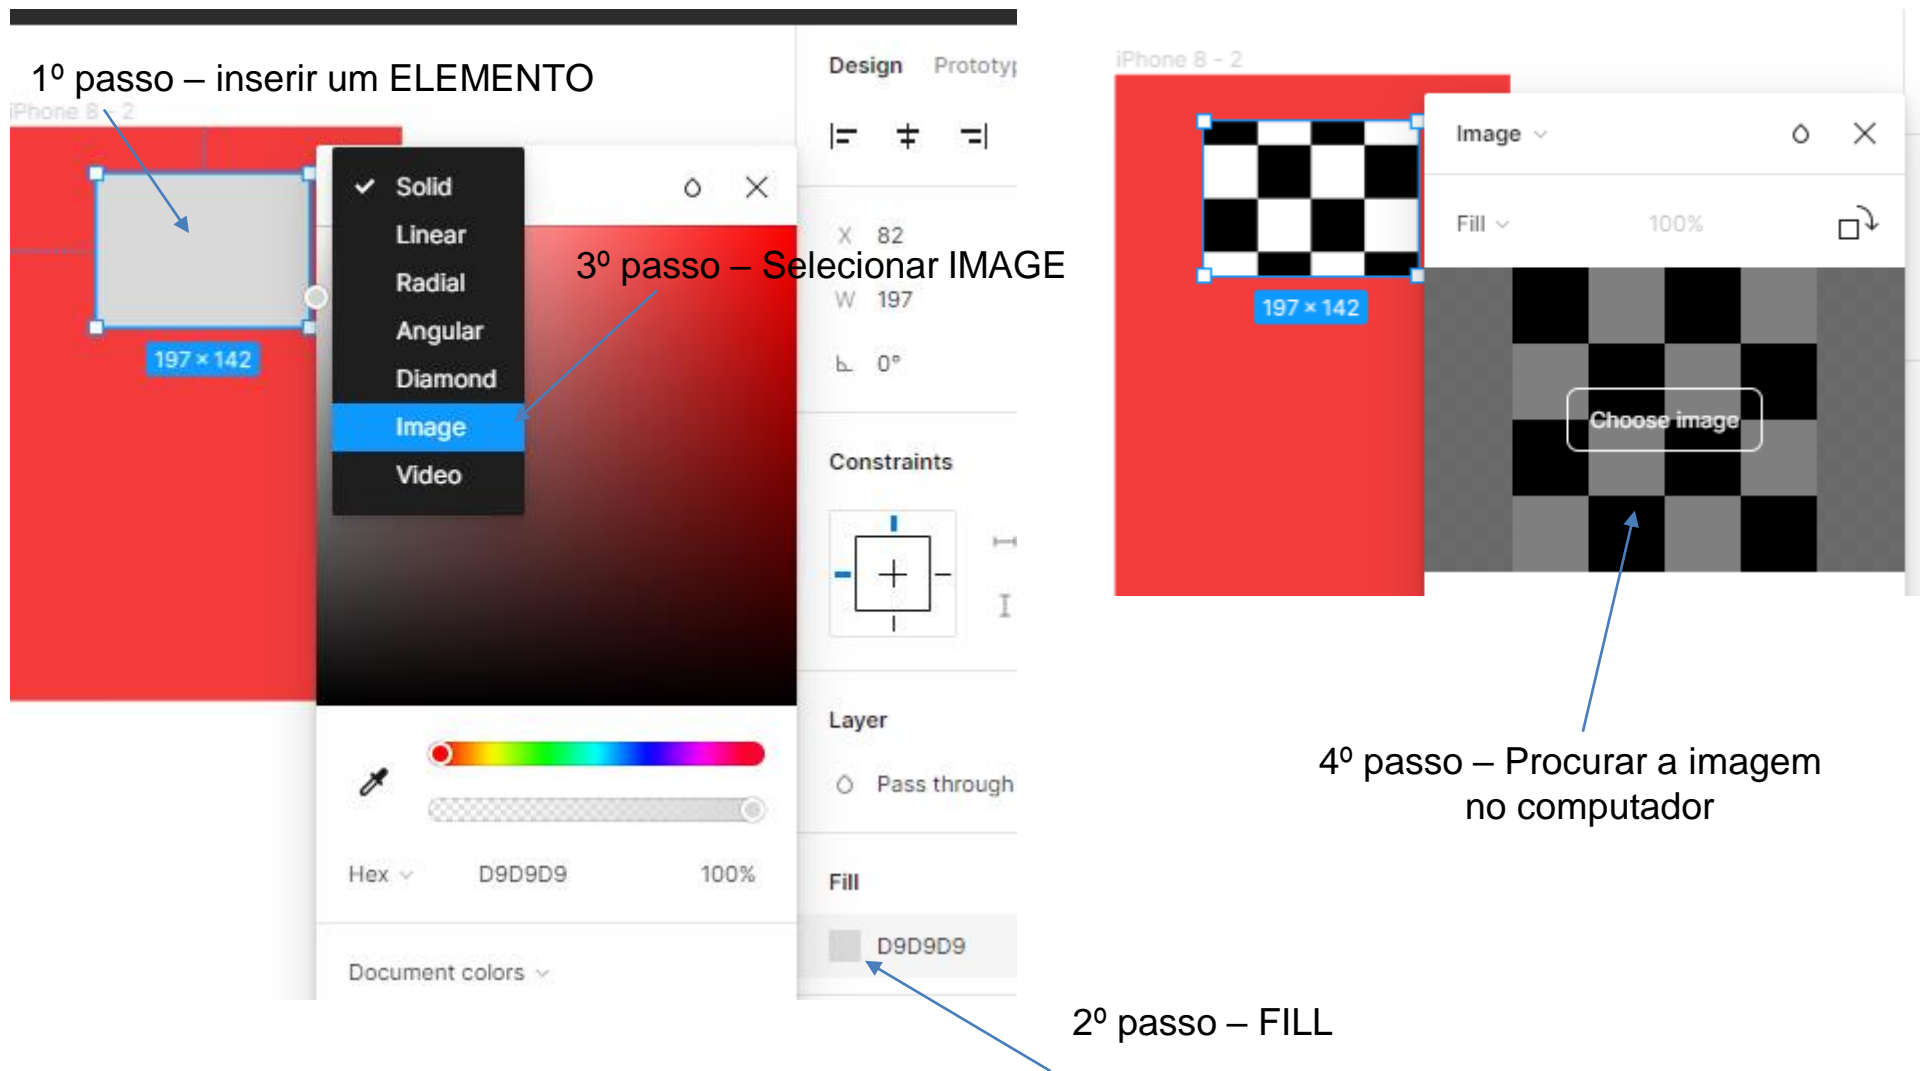 1º passo – inserir um ELEMENTO
iPhone 8 - 2
197 × 142
Solid
Linear
Radial
Angular
Diamond
Image
Video
3º passo – Selecionar IMAGE
Hex
D9D9D9
100%
Document colors
Design
Prototyp
X
82
W
197
0°
Constraints
Layer
Pass through
Fill
D9D9D9
2º passo – FILL
iPhone 8 - 2
197 × 142
Image
Fill
100%
Choose image
4º passo – Procurar a imagem
no computador